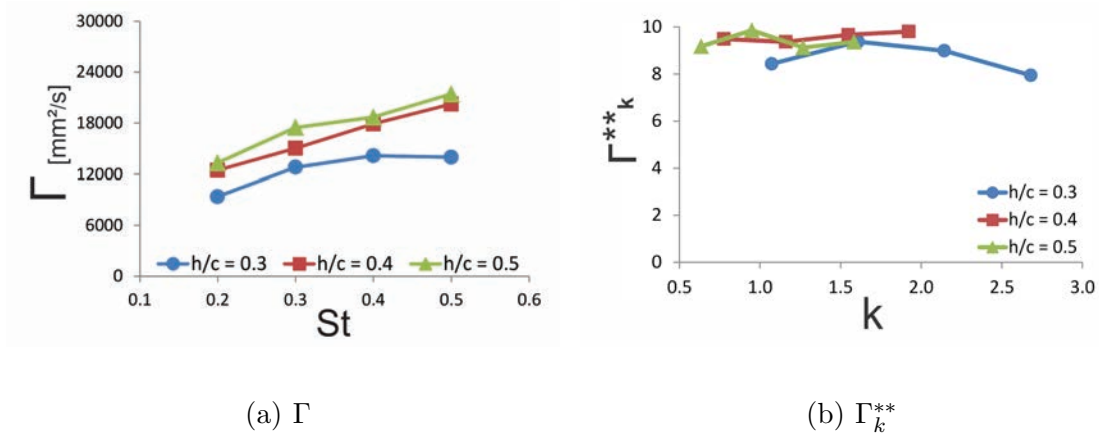 30000
24000
18000
12000
6000
0
Γ [mm²/s]
h/c = 0.3 h/c = 0.4 h/c = 0.5
0.1 0.2 0.3 0.4 0.5 0.6
St
10
8
6
4
2
0
Γ**k
h/c = 0.3
h/c = 0.4
h/c = 0.5
0.5 1.0 1.5 2.0 2.5 3.0
k
(a) Γ
(b) Γ**k